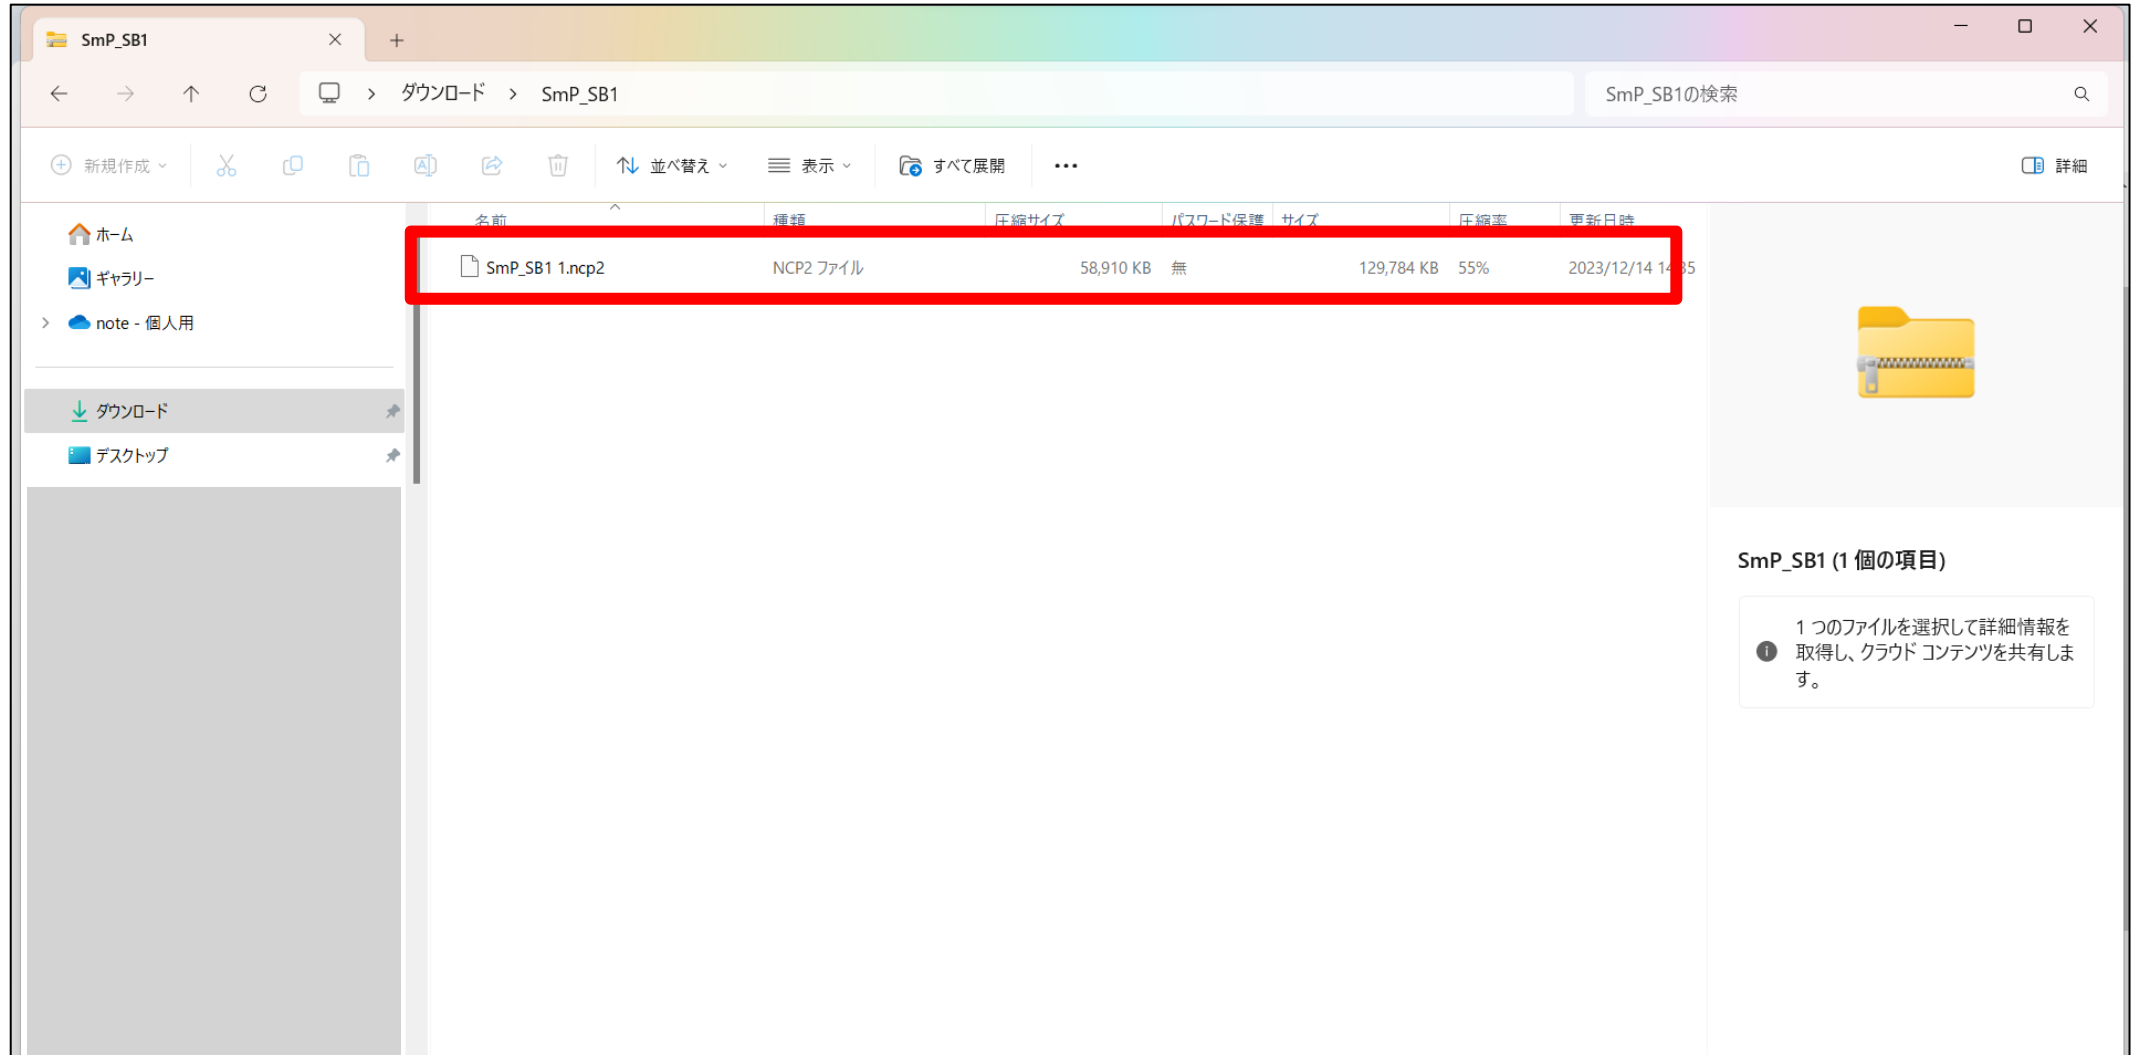 SmP_SB1
ダウンロード > SmP_SB1
SmP_SB1の検索
新規作成
並べ替え
表示
すべて展開
詳細
名前 種類 圧縮サイズ パスワード保護 サイズ 圧縮率 更新日時
SmP_SB1 1.ncp2 NCP2 ファイル 58,910 KB 無 129,784 KB 55% 2023/12/14
ホーム
ギャラリー
note - 個人用
ダウンロード
デスクトップ
SmP_SB1 (1 個の項目)
1 つのファイルを選択して詳細情報を
取得し、クラウド コンテンツを共有しま
す。